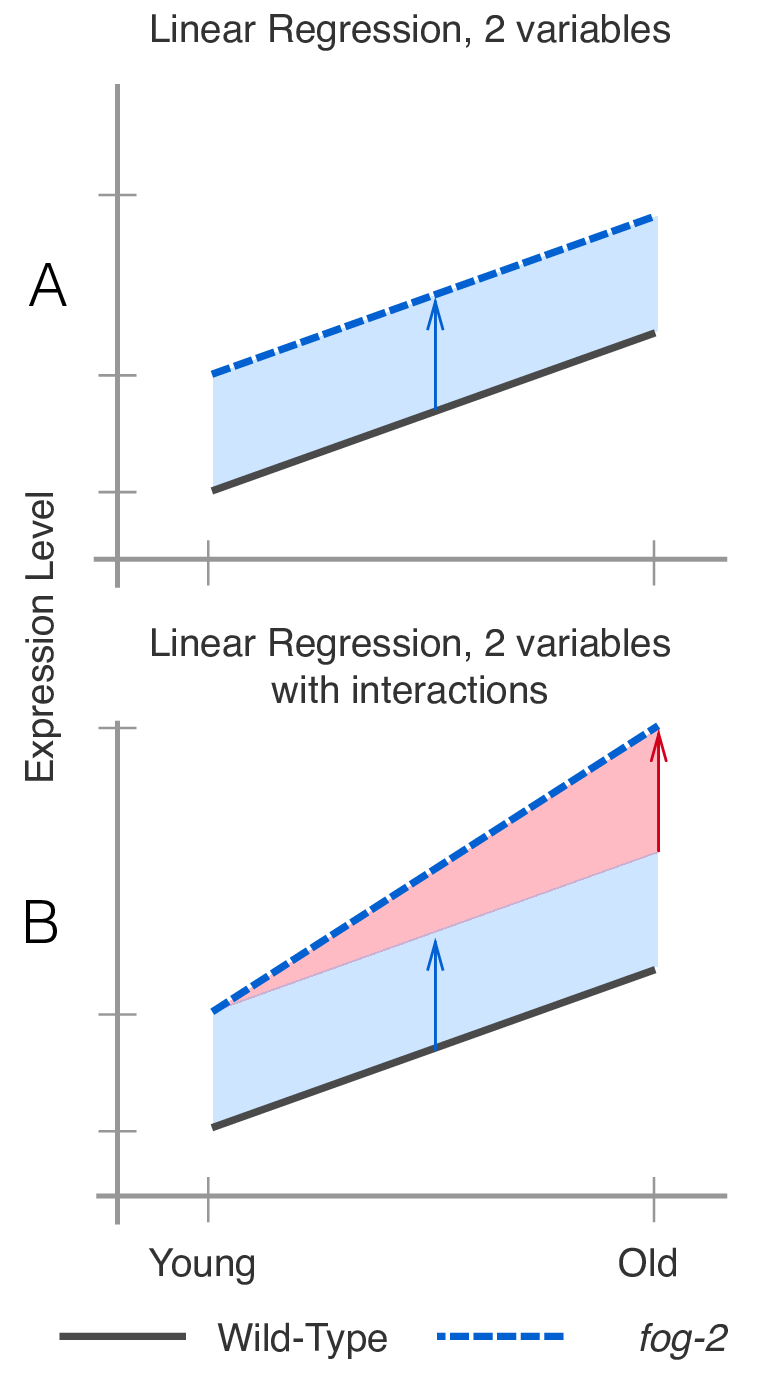 Linear Regression, 2 variables
A
Expression Level
Linear Regression, 2 variables
with interactions
B
Young
Old
Wild-Type
fog-2